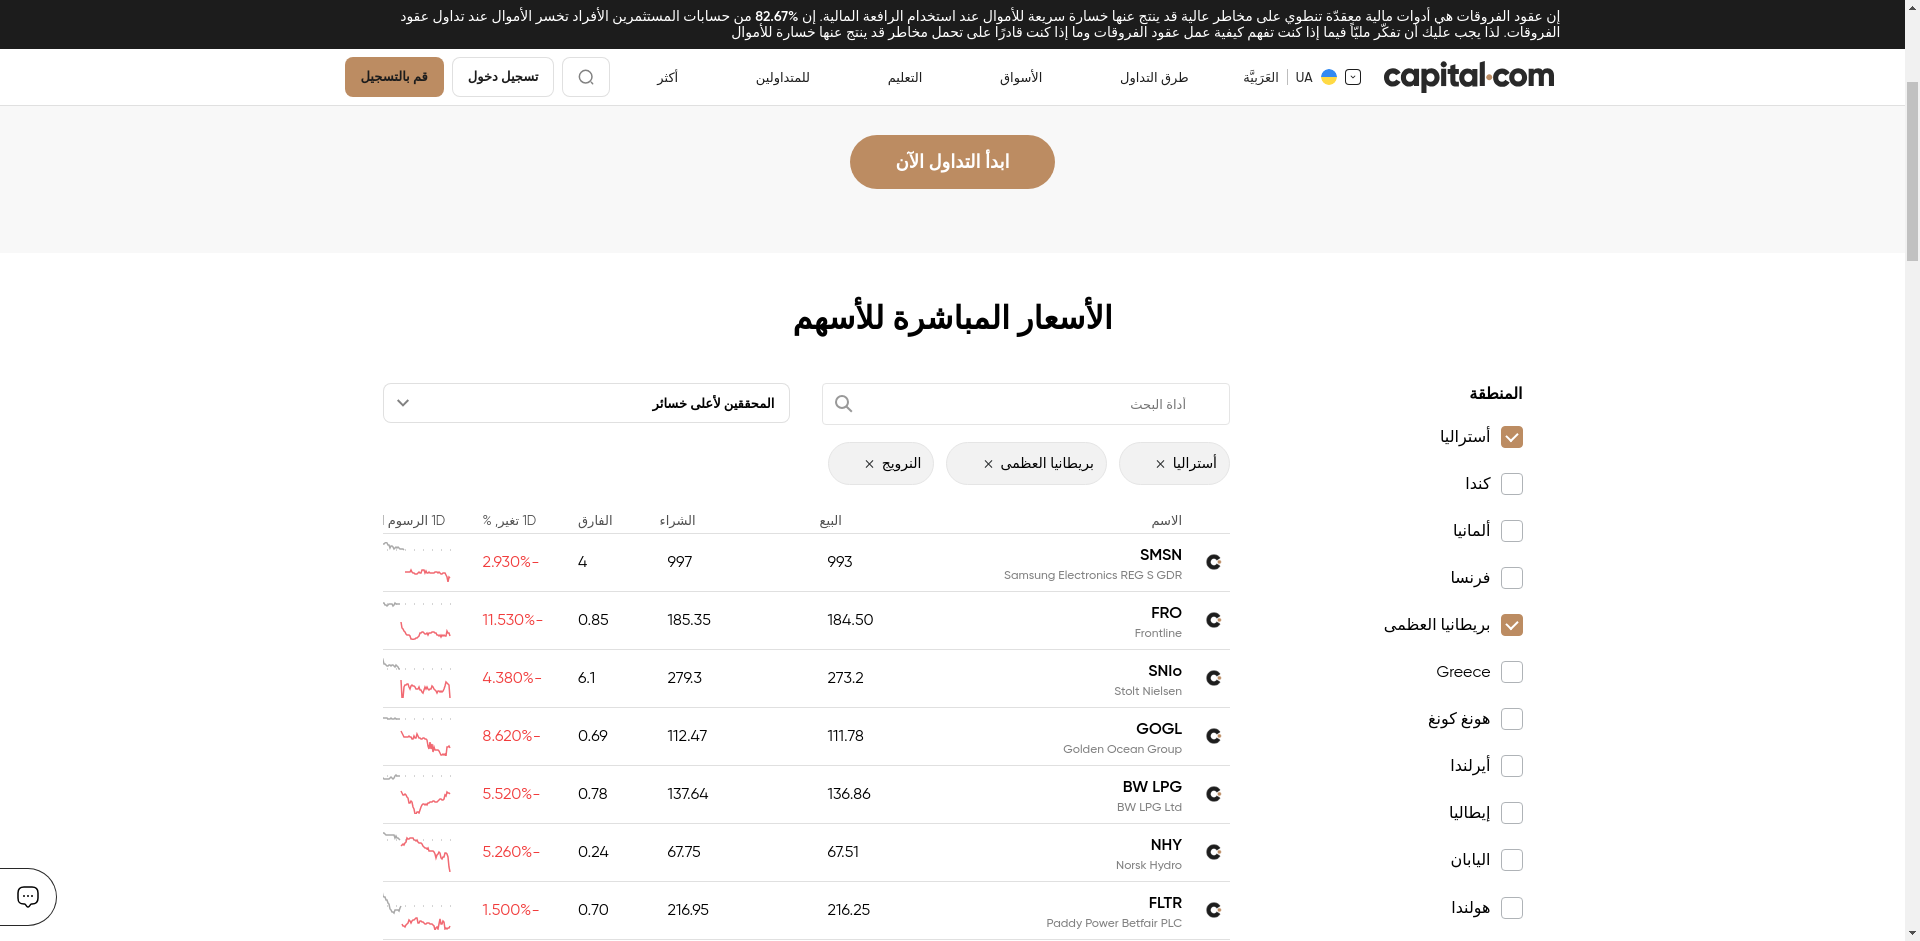 إن عقود الفروقات هي أدوات مالية معقدّة تنطوي على مخاطر عالية قد ينتج عنها خسارة سريعة للأموال عند استخدام الرافعة المالية. إن 82.67% من حسابات المستثمرين الأفراد تخسر الأموال عند تداول عقود
الفروقات. لذا يجب عليك أن تفكّر مليّاً فيما إذا كنت تفهم كيفية عمل عقود الفروقات وما إذا كنت قادرًا على تحمل مخاطر قد ينتج عنها خسارة للأموال
capital.com UA العَرَبِيَّة طرق التداول الأسواق التعليم للمتداولين أكثر تسجيل دخول قم بالتسجيل
ابدأ التداول الآن
الأسعار المباشرة للأسهم
المنطقة
أستراليا
كندا
ألمانيا
فرنسا
بريطانيا العظمى
Greece
هونغ كونغ
أيرلندا
إيطاليا
اليابان
هولندا
أداة البحث
المحققين لأعلى خسائر
أستراليا × بريطانيا العظمى × النرويج ×
الاسم البيع الشراء الفارق 1D تغير, % 1D الرسوم
SMSN 993 997 4 2.930%-
Samsung Electronics REG S GDR
FRO 184.50 185.35 0.85 11.530%-
Frontline
SNIo 273.2 279.3 6.1 4.380%-
Stolt Nielsen
GOGL 111.78 112.47 0.69 8.620%-
Golden Ocean Group
BW LPG 136.86 137.64 0.78 5.520%-
BW LPG Ltd
NHY 67.51 67.75 0.24 5.260%-
Norsk Hydro
FLTR 216.25 216.95 0.70 1.500%-
Paddy Power Betfair PLC